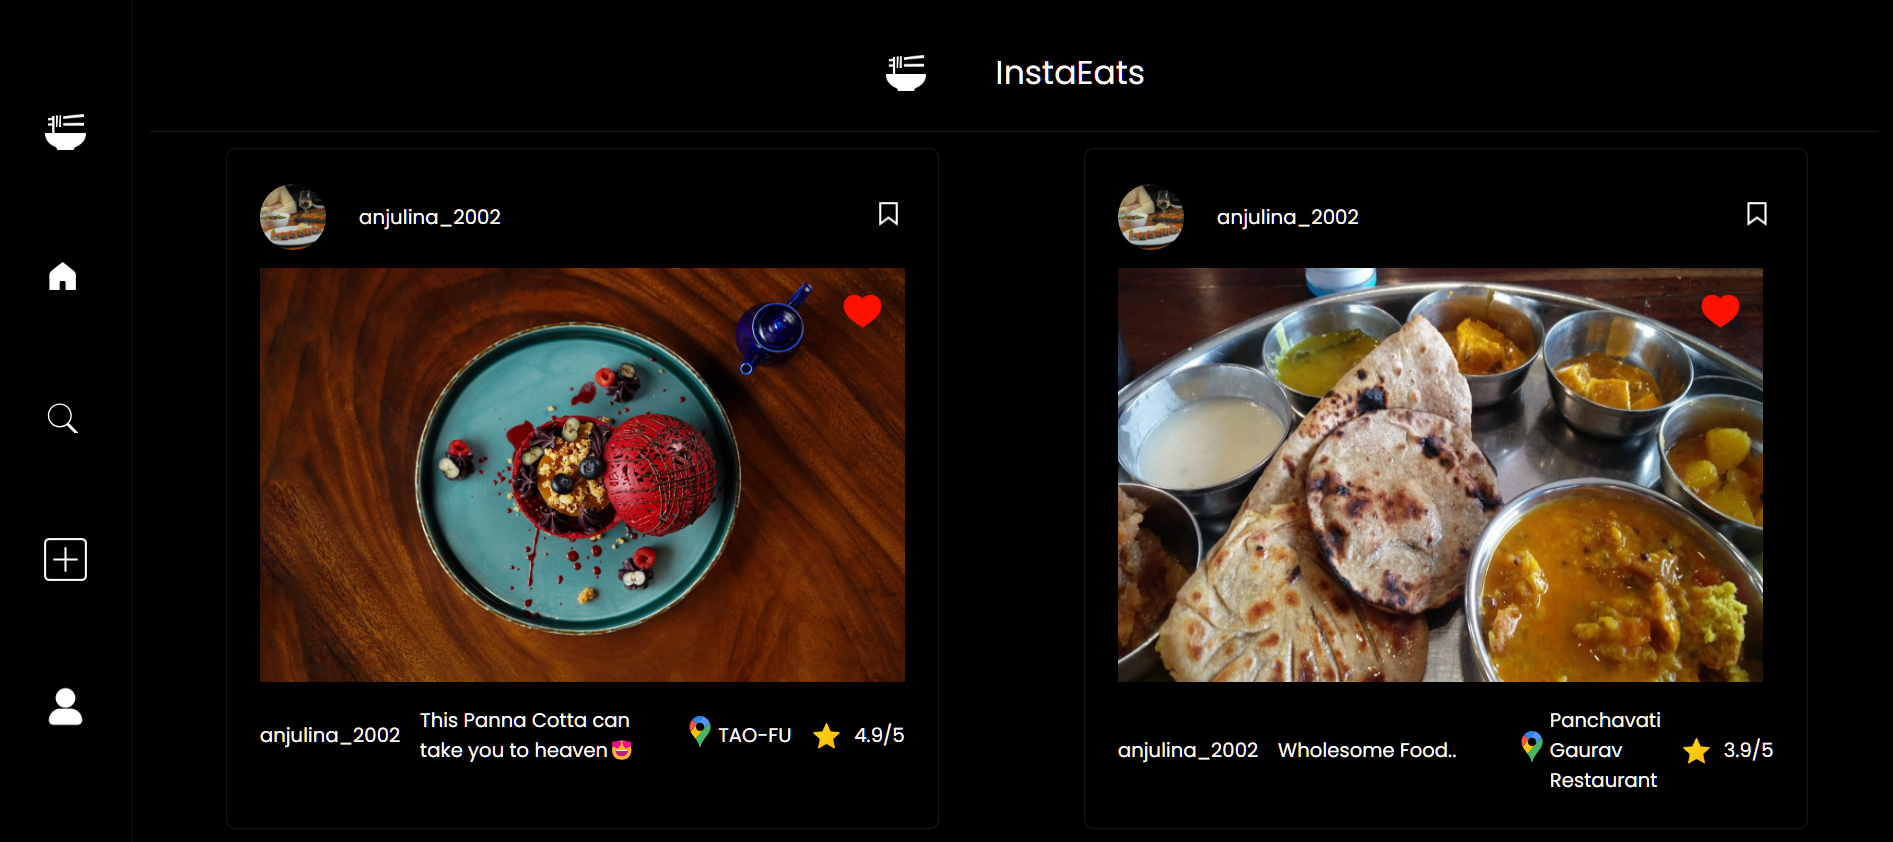 InstaEats
anjulina_2002
anjulina_2002 This Panna Cotta can
take you to heaven😍
TAO-FU
4.9/5
anjulina_2002
anjulina_2002 Wholesome Food..
Panchavati
Gaurav
Restaurant
3.9/5